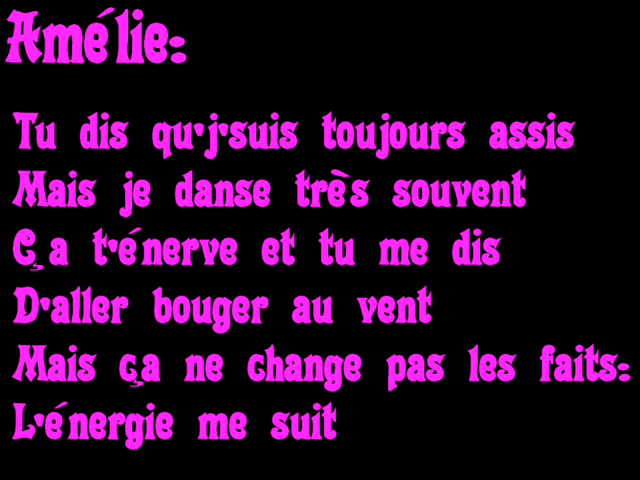 Amélie:
Tu dis qu'j'suis toujours assis
Mais je danse très souvent
Ça t'énerve et tu me dis
D'aller bouger au vent
Mais ça ne change pas les faits:
L'énergie me suit